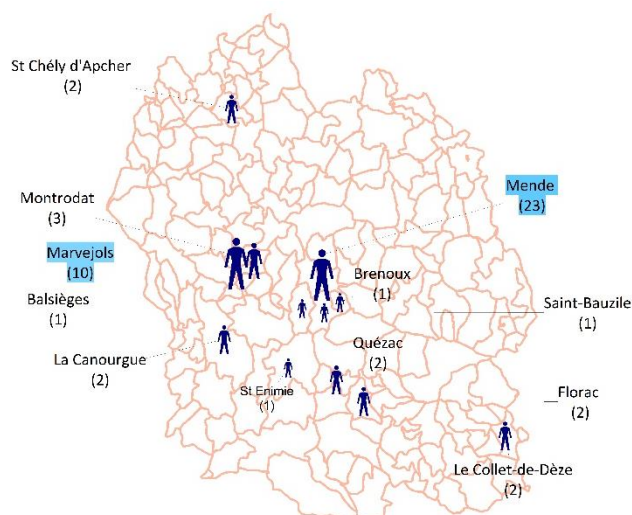 St Chély d'Apcher
(2)
Mende
(23)
Montrodat
(3)
Marvejols
(10)
Brenoux
(1)
Balsièges
(1)
Saint-Bauzile
(1)
La Canourgue
(2)
Quézac
(2)
St Enimie
(1)
Florac
(2)
Le Collet-de-Dèze
(2)